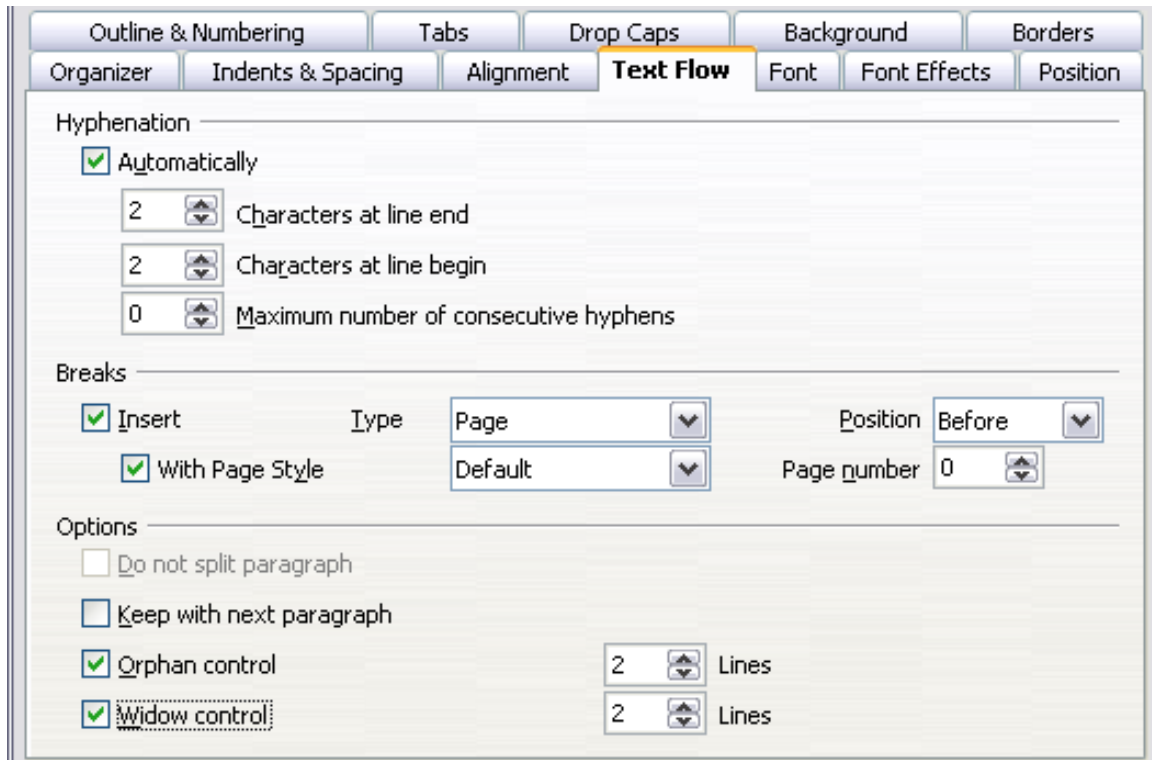 Outline & Numbering Tabs Drop Caps Background Borders
Organizer Indents & Spacing Alignment Text Flow Font Font Effects Position
Hyphenation
Automatically
2 Characters at line end
2 Characters at line begin
0 Maximum number of consecutive hyphens
Breaks
Insert Type Page Position Before
With Page Style Default Page number 0
Options
Do not split paragraph
Keep with next paragraph
Orphan control 2 Lines
Widow control 2 Lines